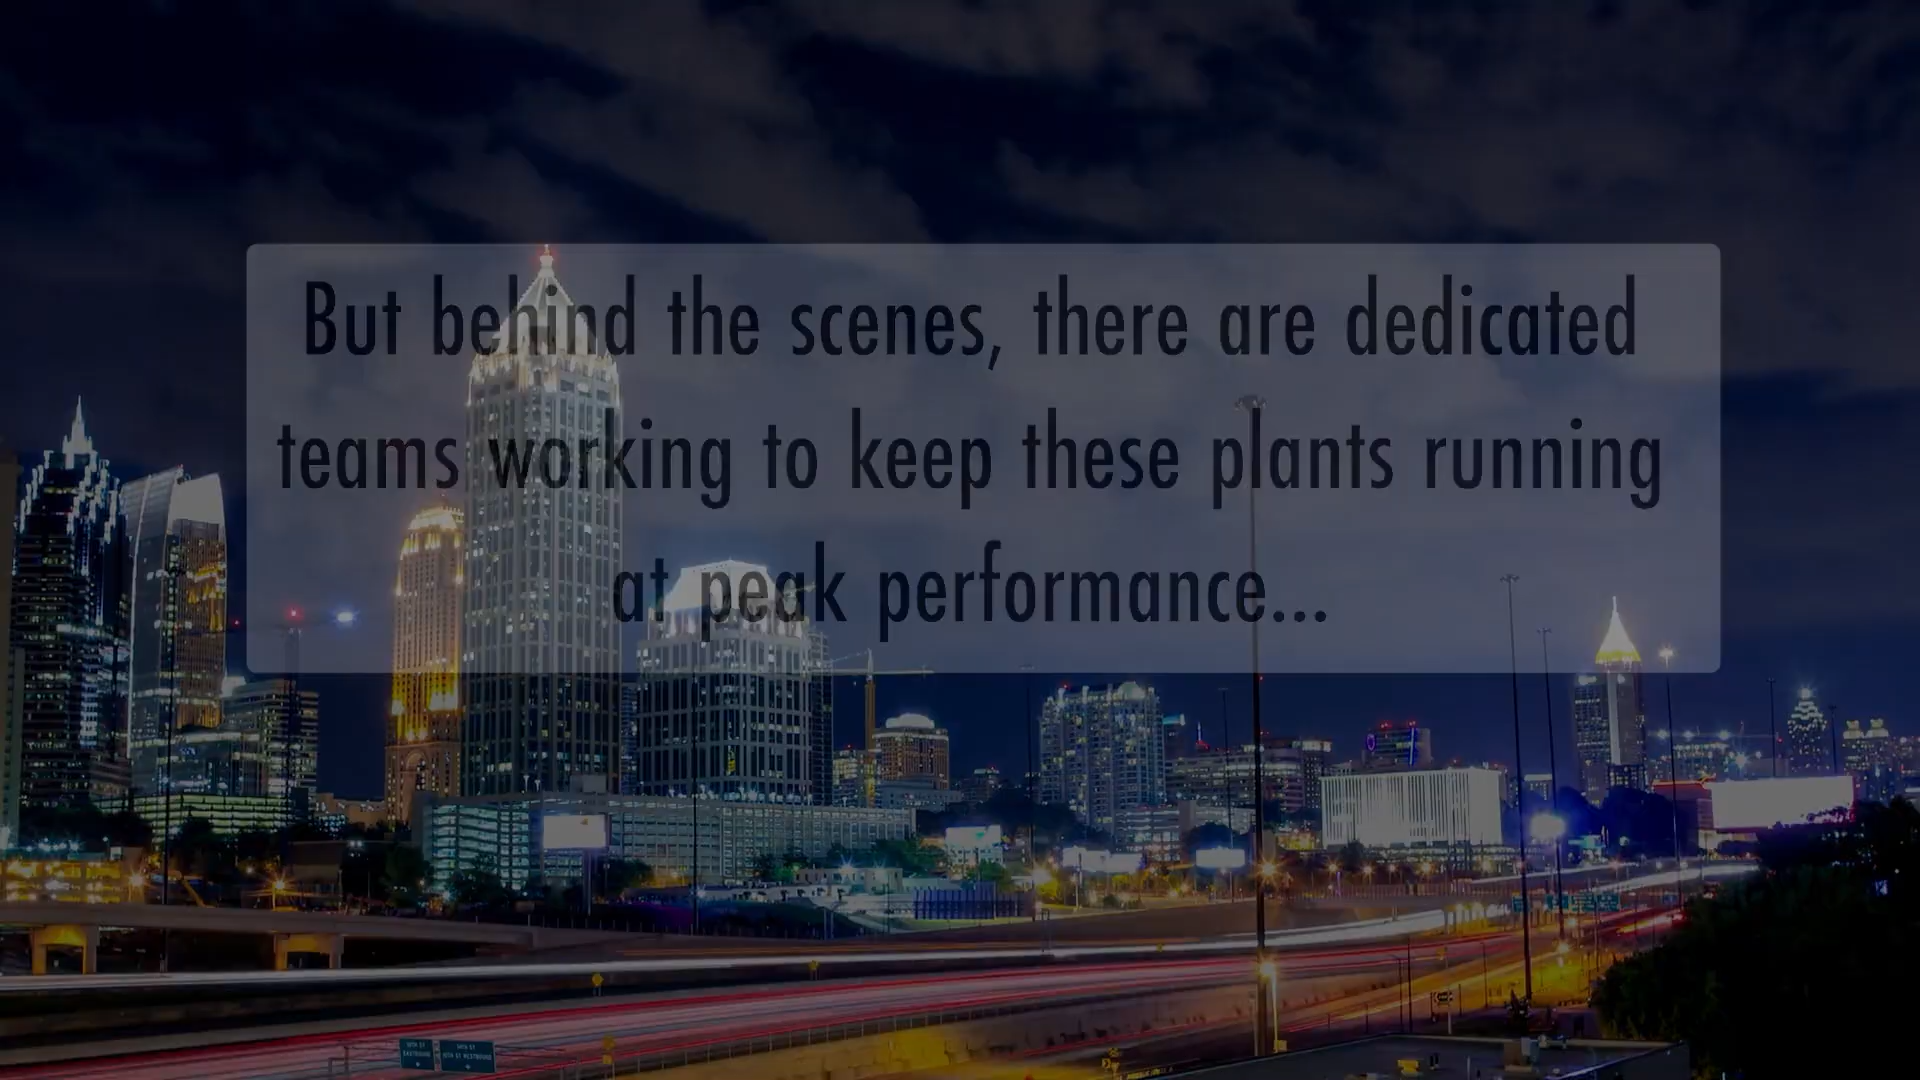 But behind the scenes, there are dedicated
teams working to keep these plants running
at peak performance...